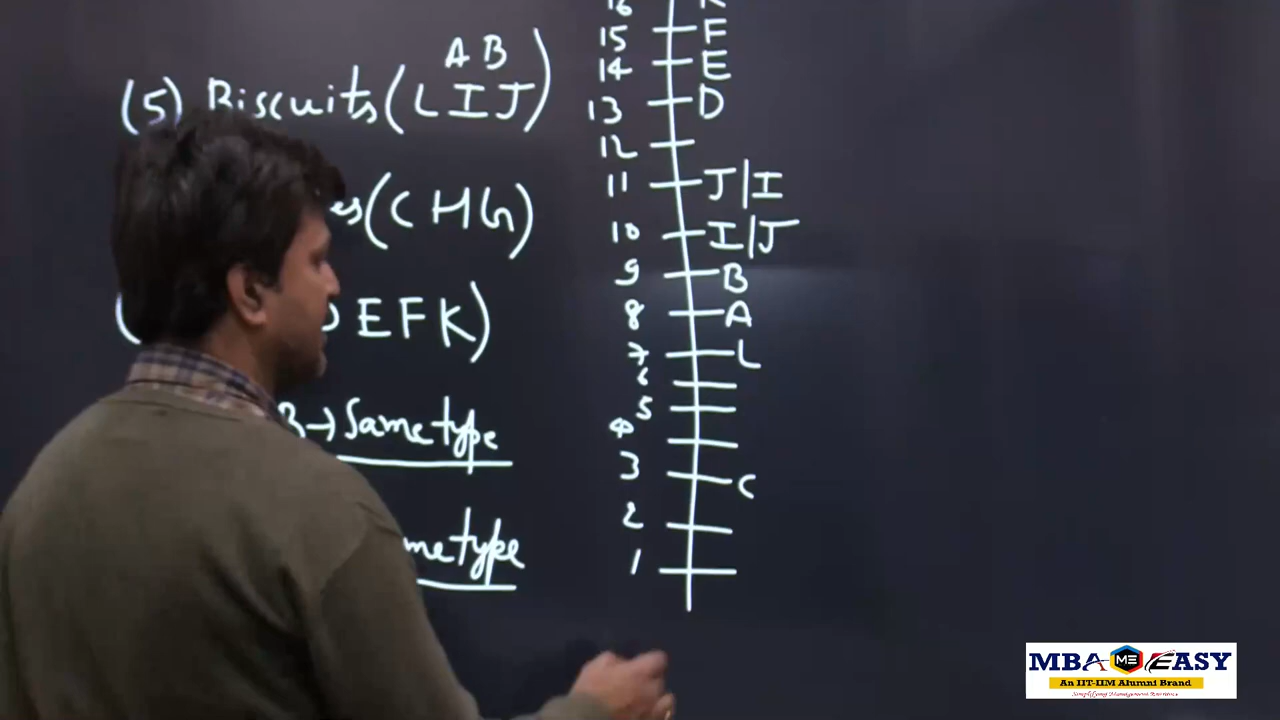 A B
(5) Biscuits (L I J)
es (C H G)
E F K)
B → Same type
me type
16 K
15 F
14 E
13 D
12
11 J/I
10 I/J
9 B
8 A
7 L
6
5
4
3 C
2
1
MBA ME EASY
An IIT-IIM Alumni Brand